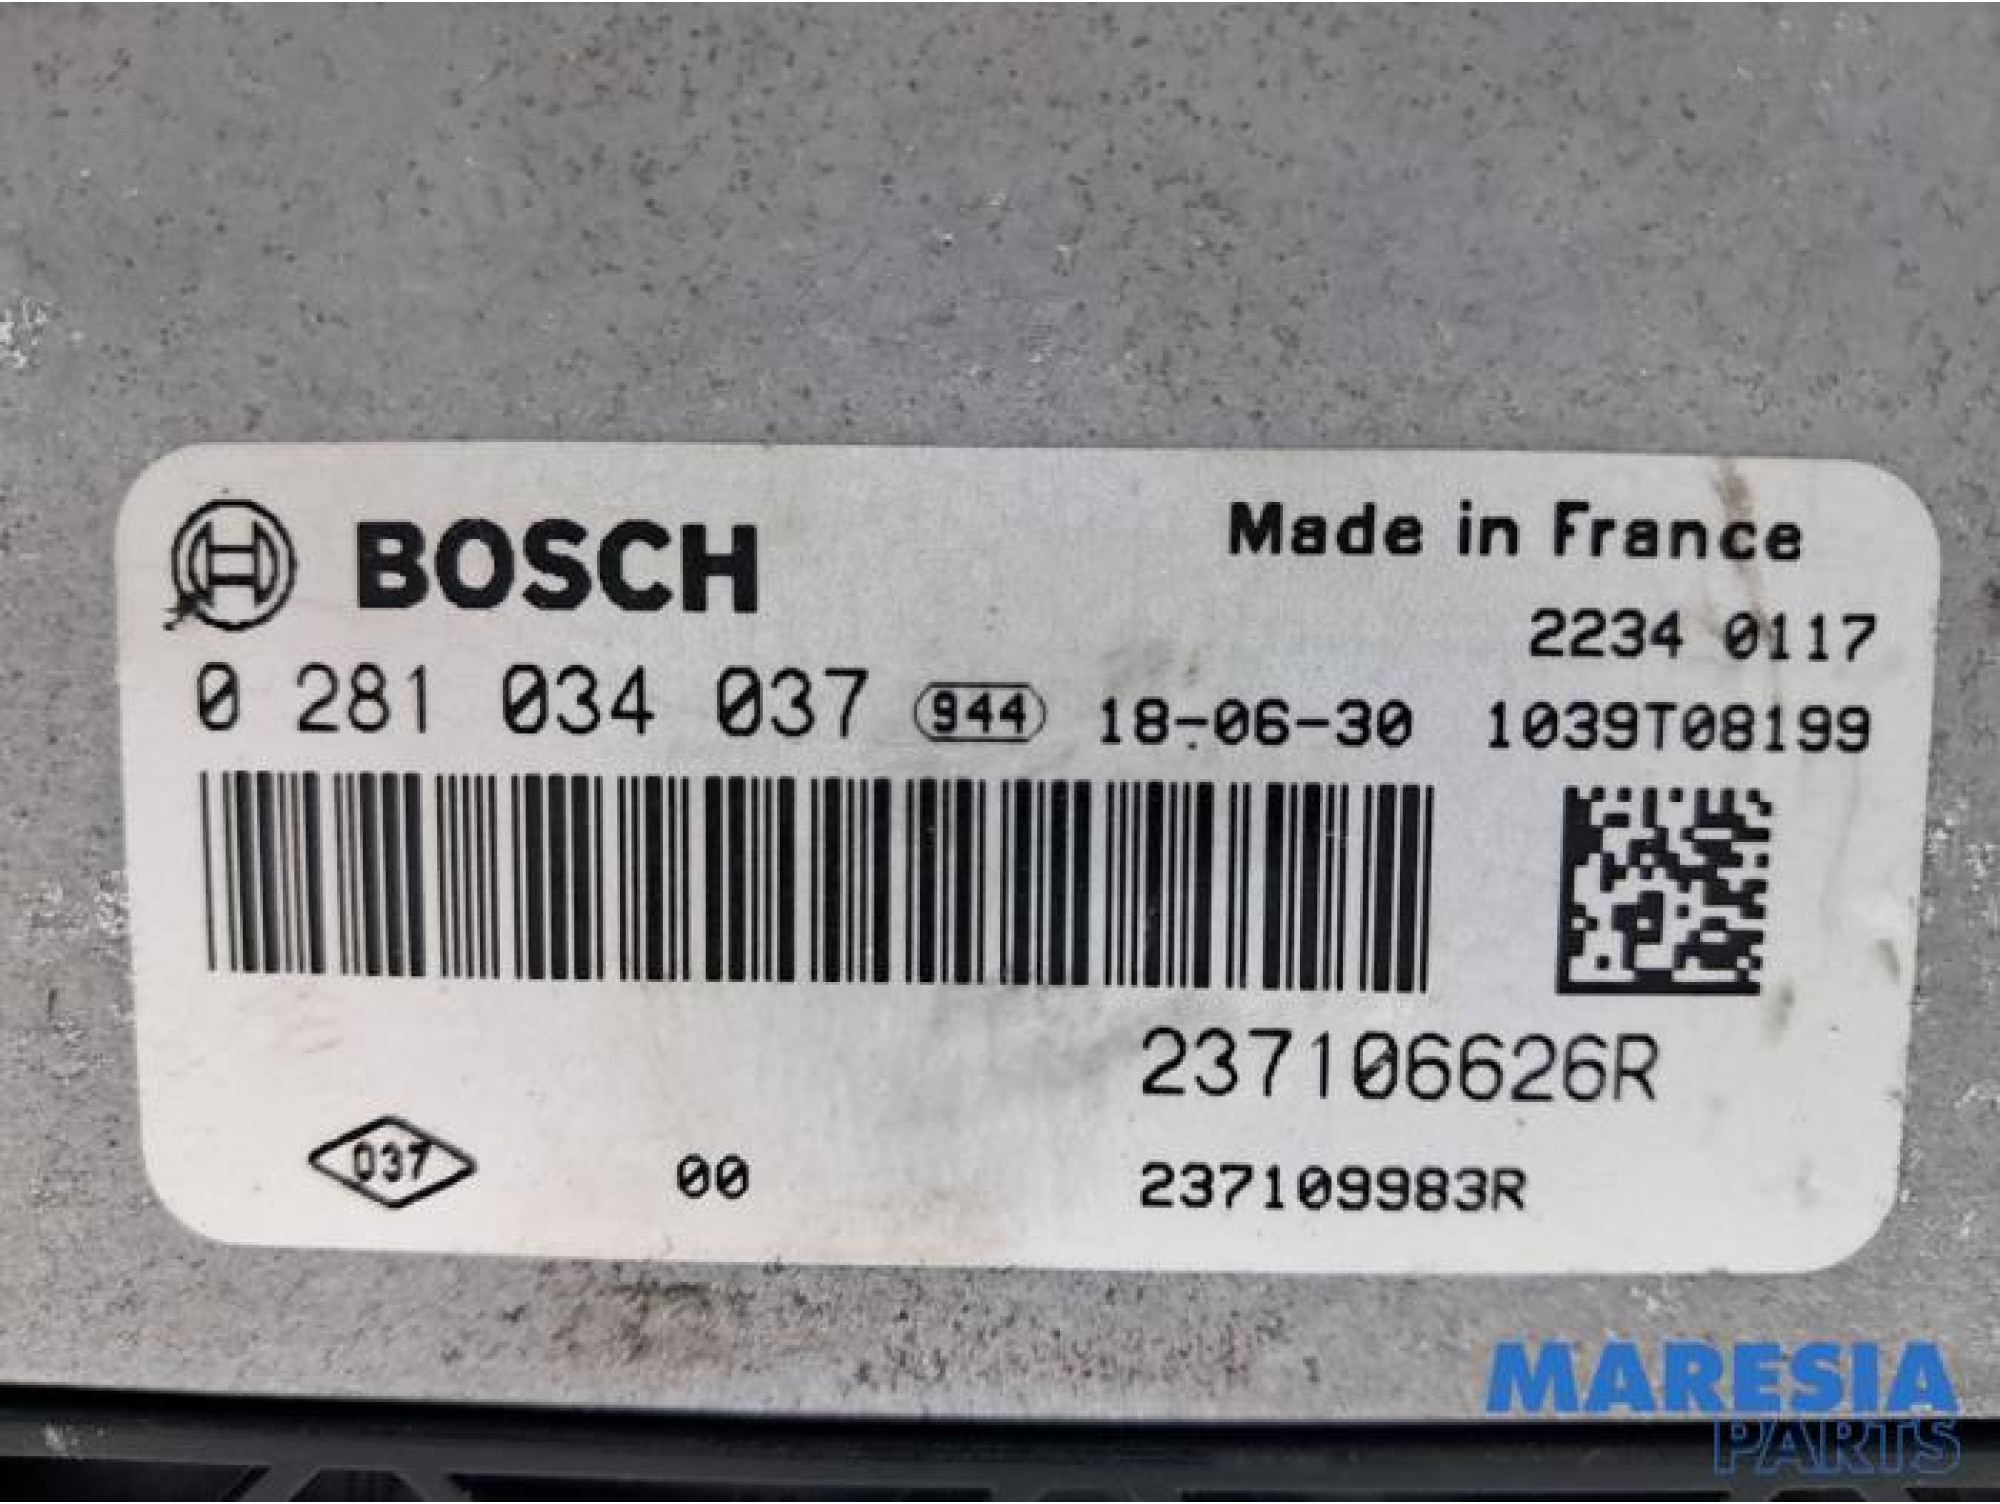 BOSCH
Made in France
2234 0117
0 281 034 037 944 18-06-30 1039T08199
237106626R
037 00 237109983R
MARESIA
PARTS